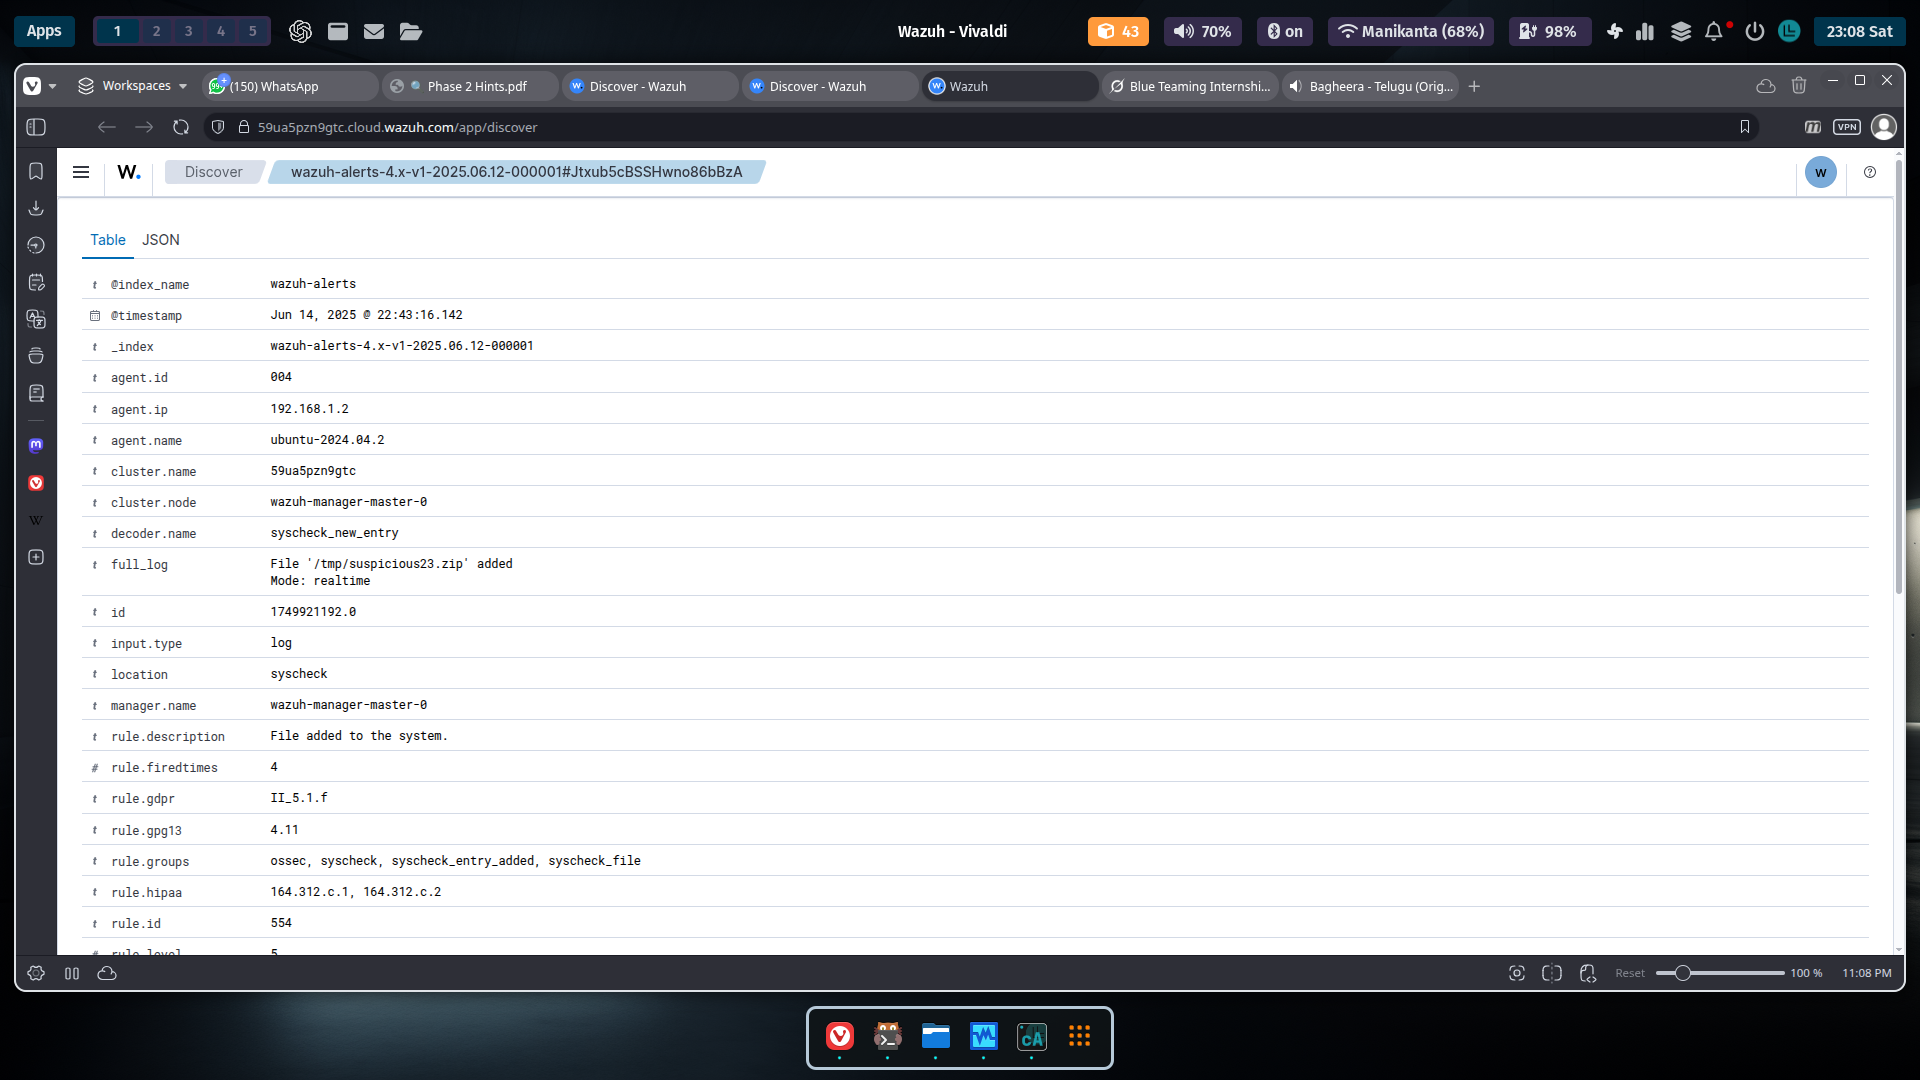 Apps
1 2 3 4 5
Wazuh - Vivaldi
43
70%
on
Manikanta (68%)
98%
23:08 Sat
Workspaces
(150) WhatsApp
Phase 2 Hints.pdf
Discover - Wazuh
Discover - Wazuh
Wazuh
Blue Teaming Internshi...
Bagheera - Telugu (Orig...
59ua5pzn9gtc.cloud.wazuh.com/app/discover
VPN
W.
Discover
wazuh-alerts-4.x-v1-2025.06.12-000001#Jtxub5cBSSHwno86bBzA
W
Table JSON
t @index_name wazuh-alerts
@timestamp Jun 14, 2025 @ 22:43:16.142
t _index wazuh-alerts-4.x-v1-2025.06.12-000001
t agent.id 004
t agent.ip 192.168.1.2
t agent.name ubuntu-2024.04.2
t cluster.name 59ua5pzn9gtc
t cluster.node wazuh-manager-master-0
t decoder.name syscheck_new_entry
t full_log File '/tmp/suspicious23.zip' added
Mode: realtime
t id 1749921192.0
t input.type log
t location syscheck
t manager.name wazuh-manager-master-0
t rule.description File added to the system.
# rule.firedtimes 4
t rule.gdpr II_5.1.f
t rule.gpg13 4.11
t rule.groups ossec, syscheck, syscheck_entry_added, syscheck_file
t rule.hipaa 164.312.c.1, 164.312.c.2
t rule.id 554
# rule.level 5
Reset
100 %
11:08 PM
cA